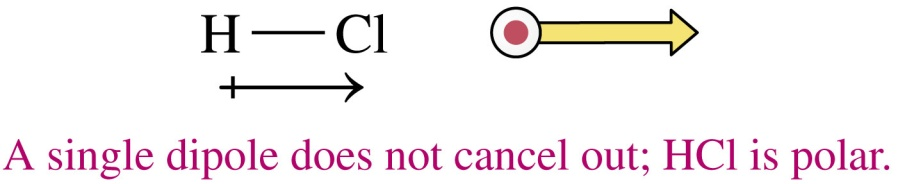 H — Cl
A single dipole does not cancel out; HCl is polar.